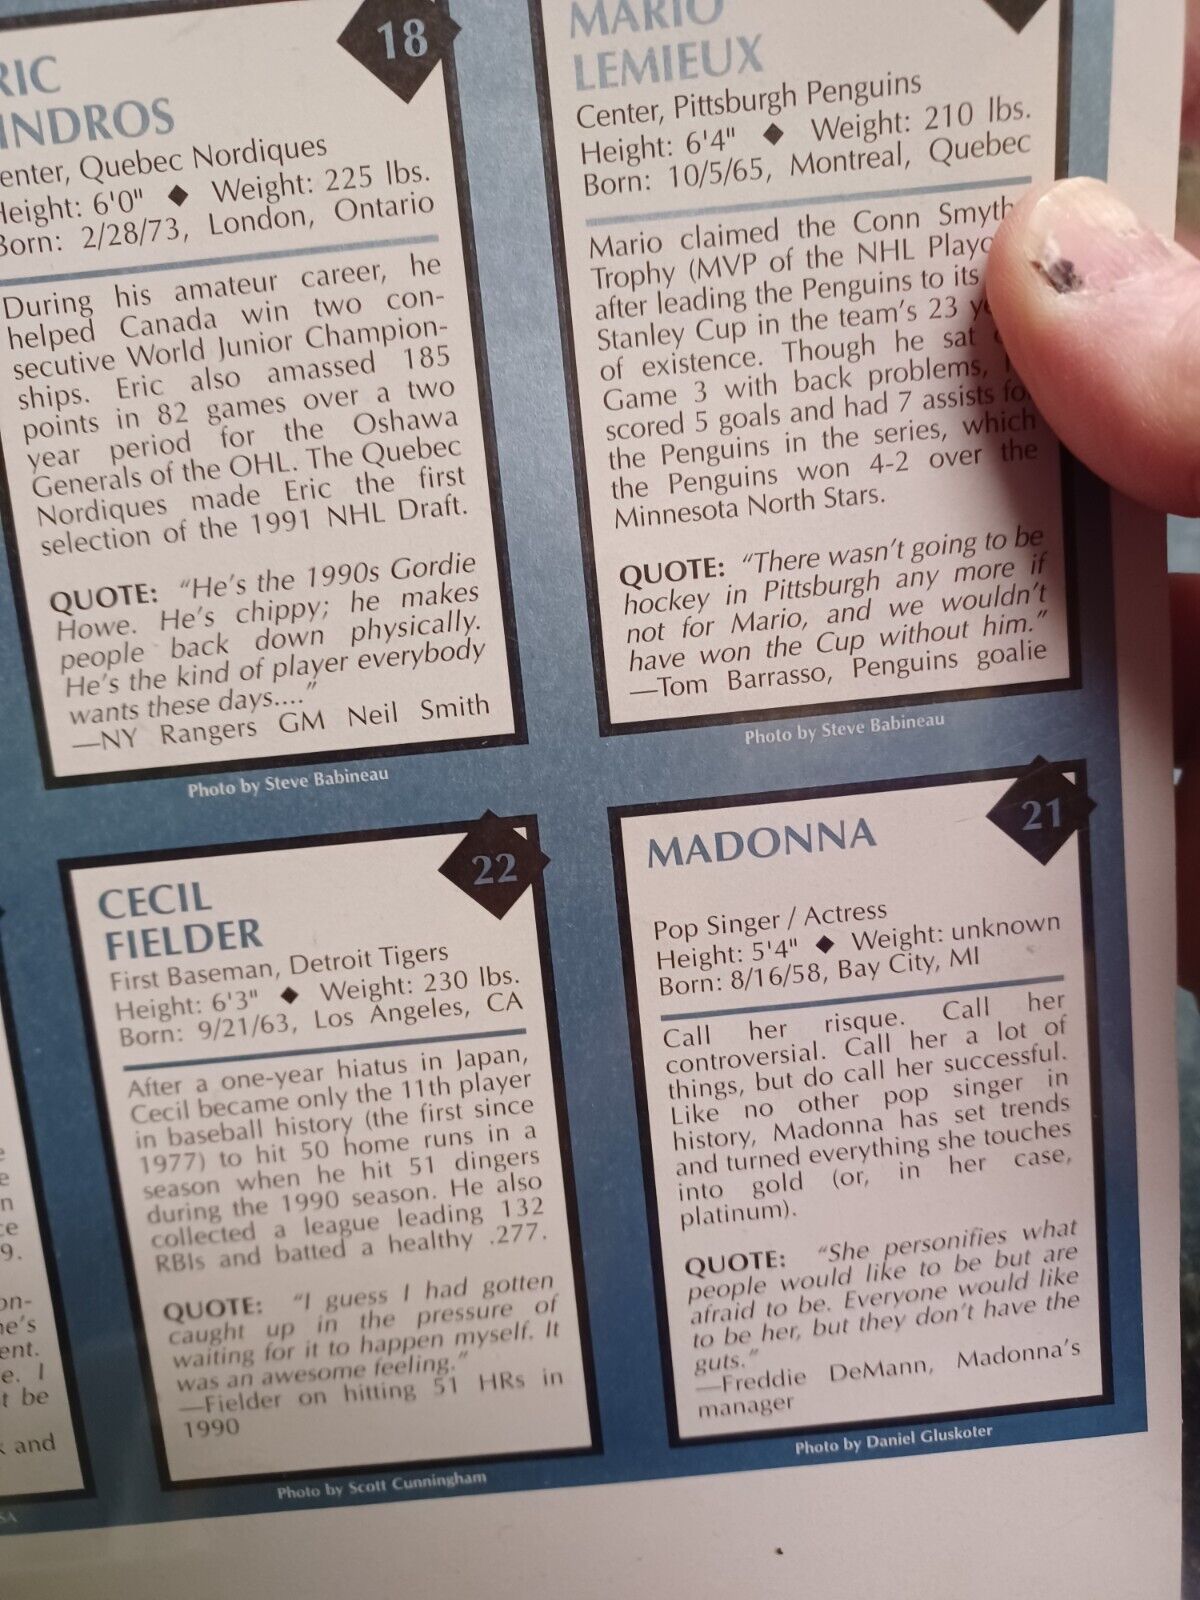 18
RIC
INDROS
enter, Quebec Nordiques
Height: 6'0" ◆ Weight: 225 lbs.
Born: 2/28/73, London, Ontario
During his amateur career, he
helped Canada win two con-
secutive World Junior Champion-
ships. Eric also amassed 185
points in 82 games over a two
year period for the Oshawa
Generals of the OHL. The Quebec
Nordiques made Eric the first
selection of the 1991 NHL Draft.
QUOTE: "He's the 1990s Gordie
Howe. He's chippy; he makes
people back down physically.
He's the kind of player everybody
wants these days...."
—NY Rangers GM Neil Smith
Photo by Steve Babineau
MARIO
LEMIEUX
Center, Pittsburgh Penguins
Height: 6'4" ◆ Weight: 210 lbs.
Born: 10/5/65, Montreal, Quebec
Mario claimed the Conn Smyth
Trophy (MVP of the NHL Playo
after leading the Penguins to its
Stanley Cup in the team's 23 ye
of existence. Though he sat
Game 3 with back problems,
scored 5 goals and had 7 assists for
the Penguins in the series, which
the Penguins won 4-2 over the
Minnesota North Stars.
QUOTE: "There wasn't going to be
hockey in Pittsburgh any more if
not for Mario, and we wouldn't
have won the Cup without him."
—Tom Barrasso, Penguins goalie
Photo by Steve Babineau
22
CECIL
FIELDER
First Baseman, Detroit Tigers
Height: 6'3" ◆ Weight: 230 lbs.
Born: 9/21/63, Los Angeles, CA
After a one-year hiatus in Japan,
Cecil became only the 11th player
in baseball history (the first since
1977) to hit 50 home runs in a
season when he hit 51 dingers
during the 1990 season. He also
collected a league leading 132
RBIs and batted a healthy .277.
QUOTE: "I guess I had gotten
caught up in the pressure of
waiting for it to happen myself. It
was an awesome feeling."
—Fielder on hitting 51 HRs in
1990
Photo by Scott Cunningham
21
MADONNA
Pop Singer / Actress
Height: 5'4" ◆ Weight: unknown
Born: 8/16/58, Bay City, MI
Call her risque. Call her
controversial. Call her a lot of
things, but do call her successful.
Like no other pop singer in
history, Madonna has set trends
and turned everything she touches
into gold (or, in her case,
platinum).
QUOTE: "She personifies what
people would like to be but are
afraid to be. Everyone would like
to be her, but they don't have the
guts."
—Freddie DeMann, Madonna's
manager
Photo by Daniel Gluskoter
9.
on-
he's
ent.
e. I
t be
and